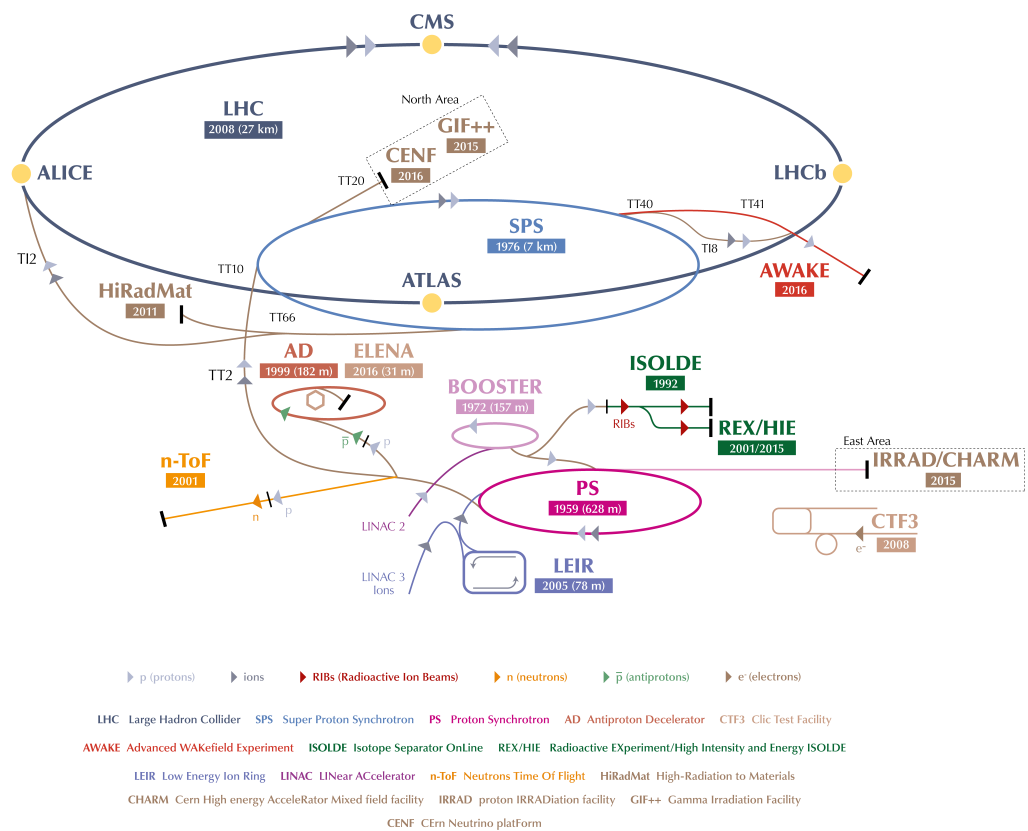 CMS
North Area
LHC
2008 (27 km)
GIF++
2015
CENF
2016
TT20
ALICE
LHCb
TT40
TT41
SPS
1976 (7 km)
TI8
TI2
TT10
AWAKE
2016
ATLAS
HiRadMat
2011
TT66
AD
1999 (182 m)
ELENA
2016 (31 m)
TT2
ISOLDE
1992
BOOSTER
1972 (157 m)
RIBs
REX/HIE
2001/2015
p̅
p
East Area
IRRAD/CHARM
2015
n-ToF
2001
PS
1959 (628 m)
n
p
LINAC 2
CTF3
2008
e⁻
LEIR
2005 (78 m)
LINAC 3
Ions
p (protons) ions RIBs (Radioactive Ion Beams) n (neutrons) p̅ (antiprotons) e⁻ (electrons)
LHC Large Hadron Collider SPS Super Proton Synchrotron PS Proton Synchrotron AD Antiproton Decelerator CTF3 Clic Test Facility
AWAKE Advanced WAKefield Experiment ISOLDE Isotope Separator OnLine REX/HIE Radioactive EXperiment/High Intensity and Energy ISOLDE
LEIR Low Energy Ion Ring LINAC LINear ACcelerator n-ToF Neutrons Time Of Flight HiRadMat High-Radiation to Materials
CHARM Cern High energy AcceleRator Mixed field facility IRRAD proton IRRADiation facility GIF++ Gamma Irradiation Facility
CENF CErn Neutrino platForm